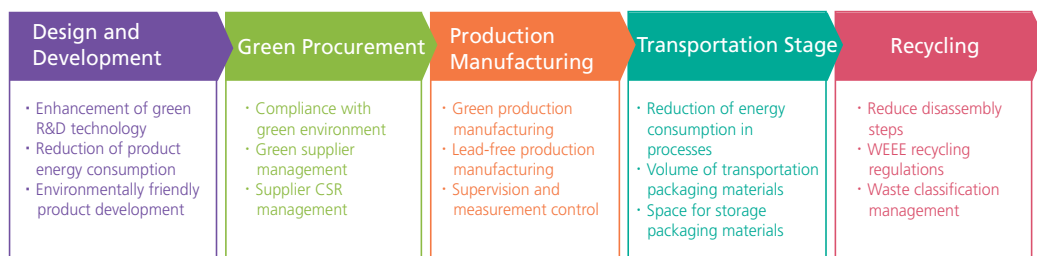 Design and
Development
・Enhancement of green
R&D technology
・Reduction of product
energy consumption
・Environmentally friendly
product development
Green Procurement
・Compliance with
green environment
・Green supplier
management
・Supplier CSR
management
Production
Manufacturing
・Green production
manufacturing
・Lead-free production
manufacturing
・Supervision and
measurement control
Transportation Stage
・Reduction of energy
consumption in
processes
・Volume of transportation
packaging materials
・Space for storage
packaging materials
Recycling
・Reduce disassembly
steps
・WEEE recycling
regulations
・Waste classification
management